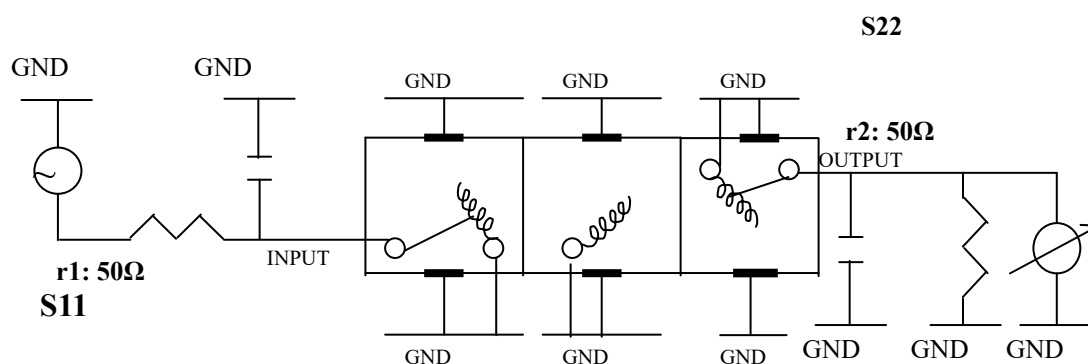 S22
GND
GND
GND
GND
GND
r2: 50Ω
OUTPUT
INPUT
r1: 50Ω
S11
GND
GND
GND
GND
GND
GND